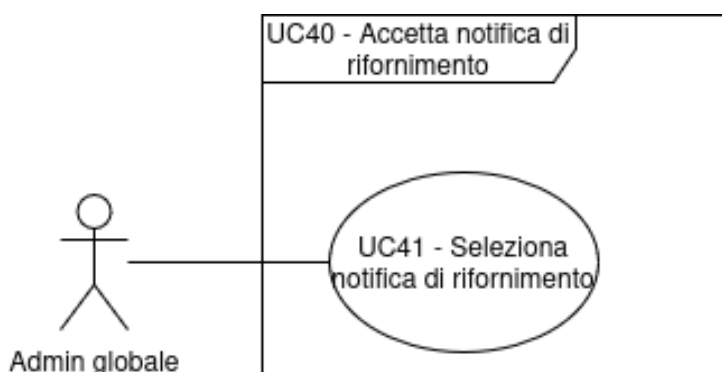 UC40 - Accetta notifica di
rifornimento
UC41 - Seleziona
notifica di rifornimento
Admin globale